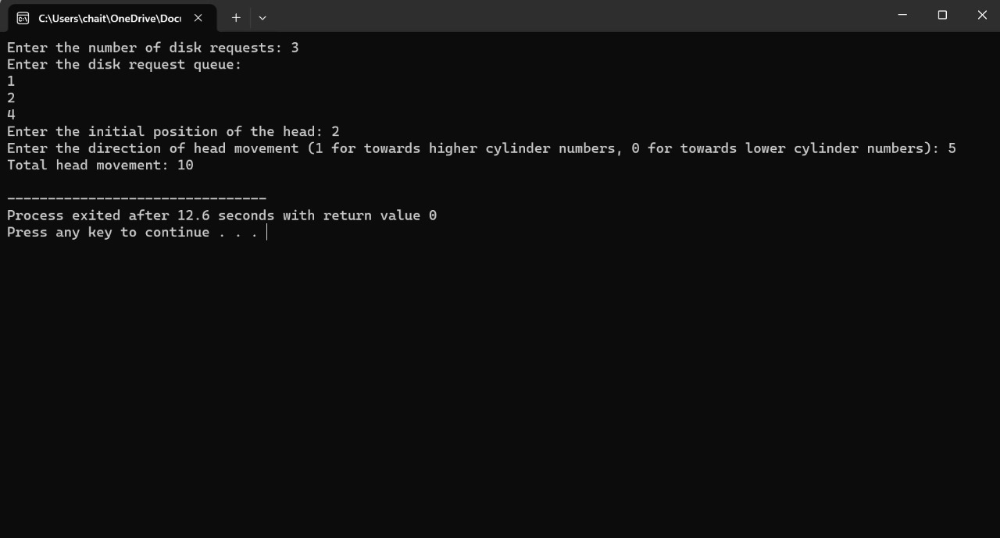 C:\Users\chait\OneDrive\Doc
Enter the number of disk requests: 3
Enter the disk request queue:
1
2
4
Enter the initial position of the head: 2
Enter the direction of head movement (1 for towards higher cylinder numbers, 0 for towards lower cylinder numbers): 5
Total head movement: 10
--------------------------------
Process exited after 12.6 seconds with return value 0
Press any key to continue . . .